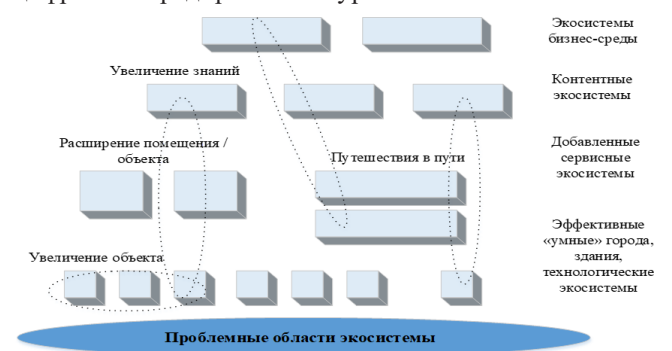 Экосистемы
бизнес-среды
Увеличение знаний
Контентные
экосистемы
Расширение помещения /
объекта
Путешествия в пути
Добавленные
сервисные
экосистемы
Увеличение объекта
Эффективные
«умные» города,
здания,
технологические
экосистемы
Проблемные области экосистемы